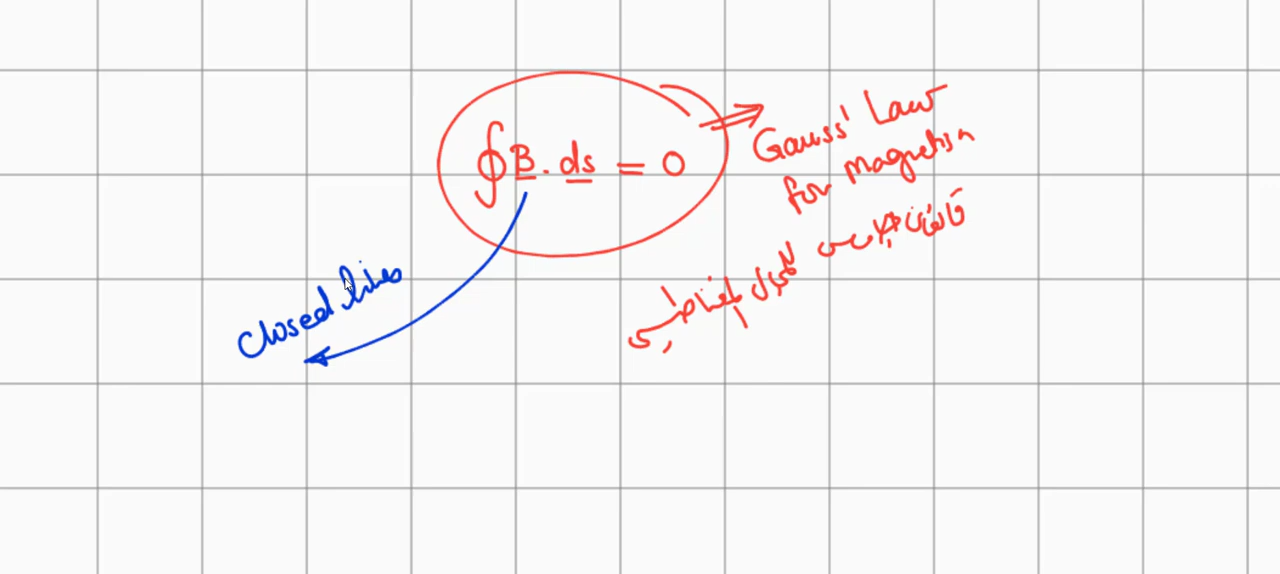 ∮B . ds = 0
Gauss' Law
for magnetism
قانون جاوس
للمجال المغناطيسي
closed lines